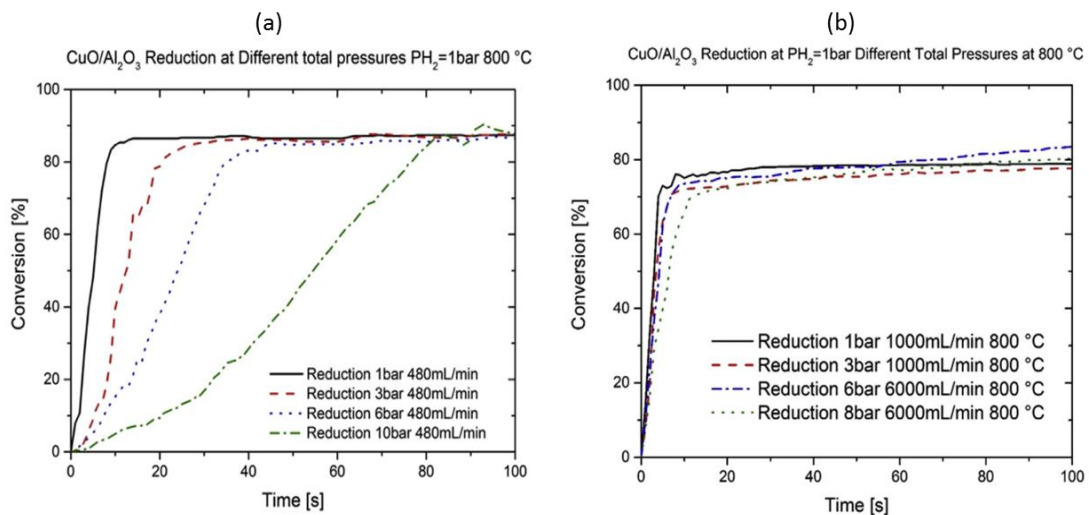 (a)
CuO/Al₂O₃ Reduction at Different total pressures PH₂=1bar 800 °C
100
80
60
40
20
0
Conversion [%]
Reduction 1bar 480mL/min
Reduction 3bar 480mL/min
Reduction 6bar 480mL/min
Reduction 10bar 480mL/min
0 20 40 60 80 100
Time [s]
(b)
CuO/Al₂O₃ Reduction at PH₂=1bar Different Total Pressures at 800 °C
100
80
60
40
20
0
Conversion [%]
Reduction 1bar 1000mL/min 800 °C
Reduction 3bar 1000mL/min 800 °C
Reduction 6bar 6000mL/min 800 °C
Reduction 8bar 6000mL/min 800 °C
0 20 40 60 80 100
Time [s]